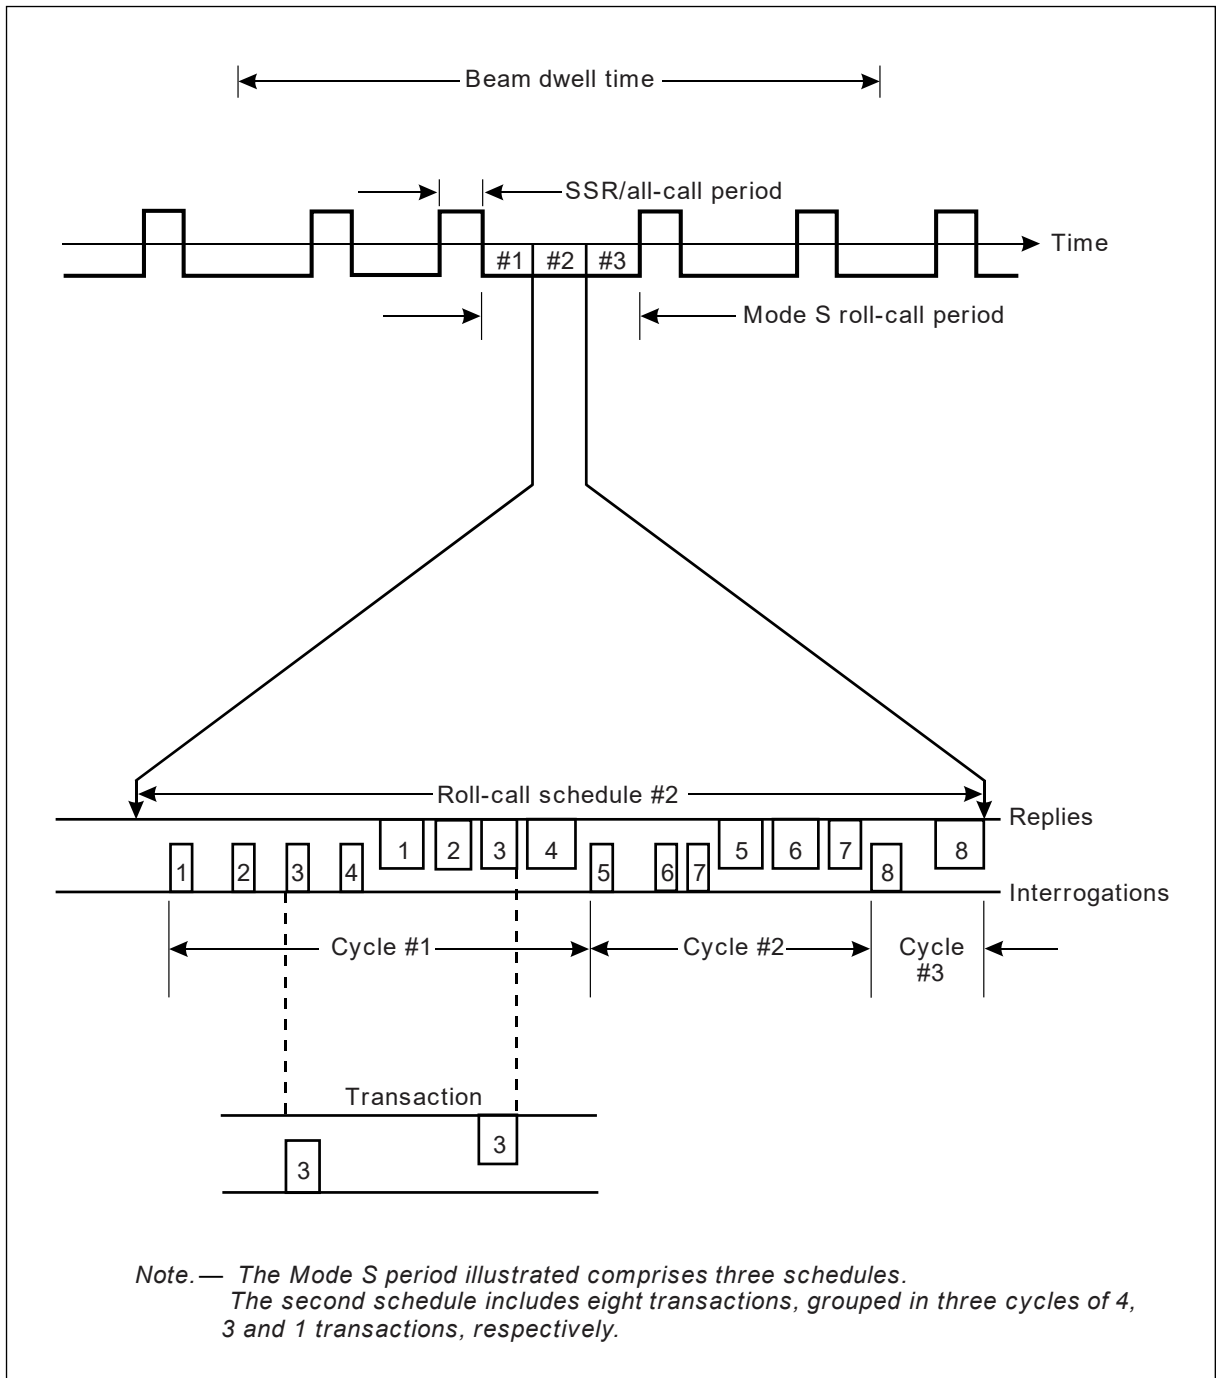 Beam dwell time
SSR/all-call period
Time
#1 #2 #3
Mode S roll-call period
Roll-call schedule #2
Replies
1 2 3 4 5 6 7 8
1 2 3 4 5 6 7 8
Interrogations
Cycle #1
Cycle #2
Cycle
#3
Transaction
3
3
Note.— The Mode S period illustrated comprises three schedules.
The second schedule includes eight transactions, grouped in three cycles of 4,
3 and 1 transactions, respectively.